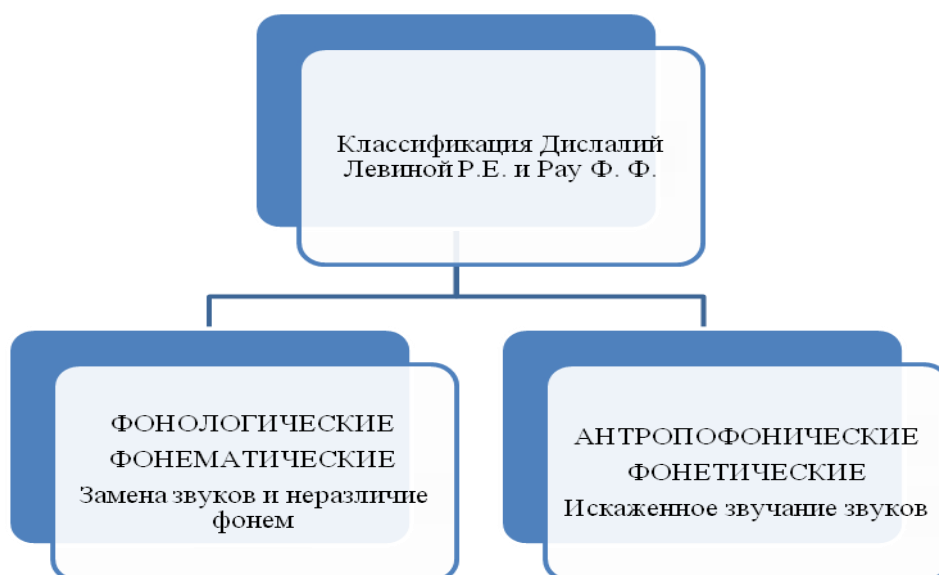 Классификация Дислалий
Левиной Р.Е. и Рау Ф. Ф.
ФОНОЛОГИЧЕСКИЕ
ФОНЕМАТИЧЕСКИЕ
Замена звуков и неразличие
фонем
АНТРОПОФОНИЧЕСКИЕ
ФОНЕТИЧЕСКИЕ
Искаженное звучание звуков